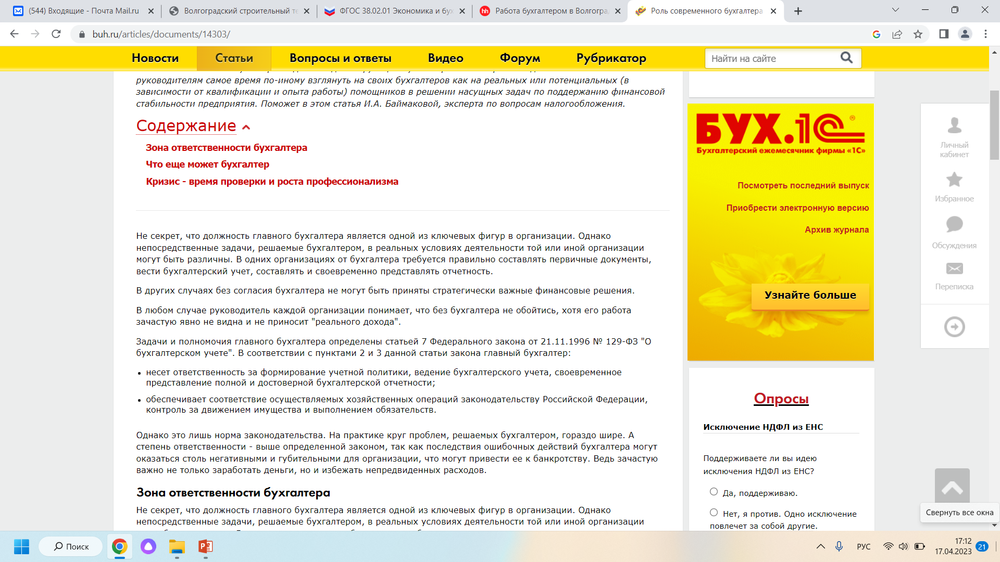 (544) Входящие - Почта Mail.ru
Волгоградский строительный те
ФГОС 38.02.01 Экономика и бух
Работа бухгалтером в Волгогра
Роль современного бухгалтера
buh.ru/articles/documents/14303/
Новости
Статьи
Вопросы и ответы
Видео
Форум
Рубрикатор
Найти на сайте
руководителям самое время по-иному взглянуть на своих бухгалтеров как на реальных или потенциальных (в
зависимости от квалификации и опыта работы) помощников в решении насущных задач по поддержанию финансовой
стабильности предприятия. Поможет в этом статья И.А. Баймаковой, эксперта по вопросам налогообложения.
Содержание
Зона ответственности бухгалтера
Что еще может бухгалтер
Кризис - время проверки и роста профессионализма
Не секрет, что должность главного бухгалтера является одной из ключевых фигур в организации. Однако
непосредственные задачи, решаемые бухгалтером, в реальных условиях деятельности той или иной организации
могут быть различны. В одних организациях от бухгалтера требуется правильно составлять первичные документы,
вести бухгалтерский учет, составлять и своевременно представлять отчетность.
В других случаях без согласия бухгалтера не могут быть приняты стратегически важные финансовые решения.
В любом случае руководитель каждой организации понимает, что без бухгалтера не обойтись, хотя его работа
зачастую явно не видна и не приносит "реального дохода".
Задачи и полномочия главного бухгалтера определены статьей 7 Федерального закона от 21.11.1996 № 129-ФЗ "О
бухгалтерском учете". В соответствии с пунктами 2 и 3 данной статьи закона главный бухгалтер:
несет ответственность за формирование учетной политики, ведение бухгалтерского учета, своевременное
представление полной и достоверной бухгалтерской отчетности;
обеспечивает соответствие осуществляемых хозяйственных операций законодательству Российской Федерации,
контроль за движением имущества и выполнением обязательств.
Однако это лишь норма законодательства. На практике круг проблем, решаемых бухгалтером, гораздо шире. А
степень ответственности - выше определенной законом, так как последствия ошибочных действий бухгалтера могут
оказаться столь негативными и губительными для организации, что могут привести ее к банкротству. Ведь зачастую
важно не только заработать деньги, но и избежать непредвиденных расходов.
Зона ответственности бухгалтера
Не секрет, что должность главного бухгалтера является одной из ключевых фигур в организации. Однако
непосредственные задачи, решаемые бухгалтером, в реальных условиях деятельности той или иной организации
БУХ.1С®
Бухгалтерский ежемесячник фирмы «1С»
Посмотреть последний выпуск
Приобрести электронную версию
Архив журнала
Узнайте больше
Опросы
Исключение НДФЛ из ЕНС
Поддерживаете ли вы идею
исключения НДФЛ из ЕНС?
Да, поддерживаю.
Нет, я против. Одно исключение
повлечет за собой другие.
Личный
кабинет
Избранное
Обсуждения
Переписка
Свернуть все окна
Поиск
РУС
17:12
17.04.2023
21